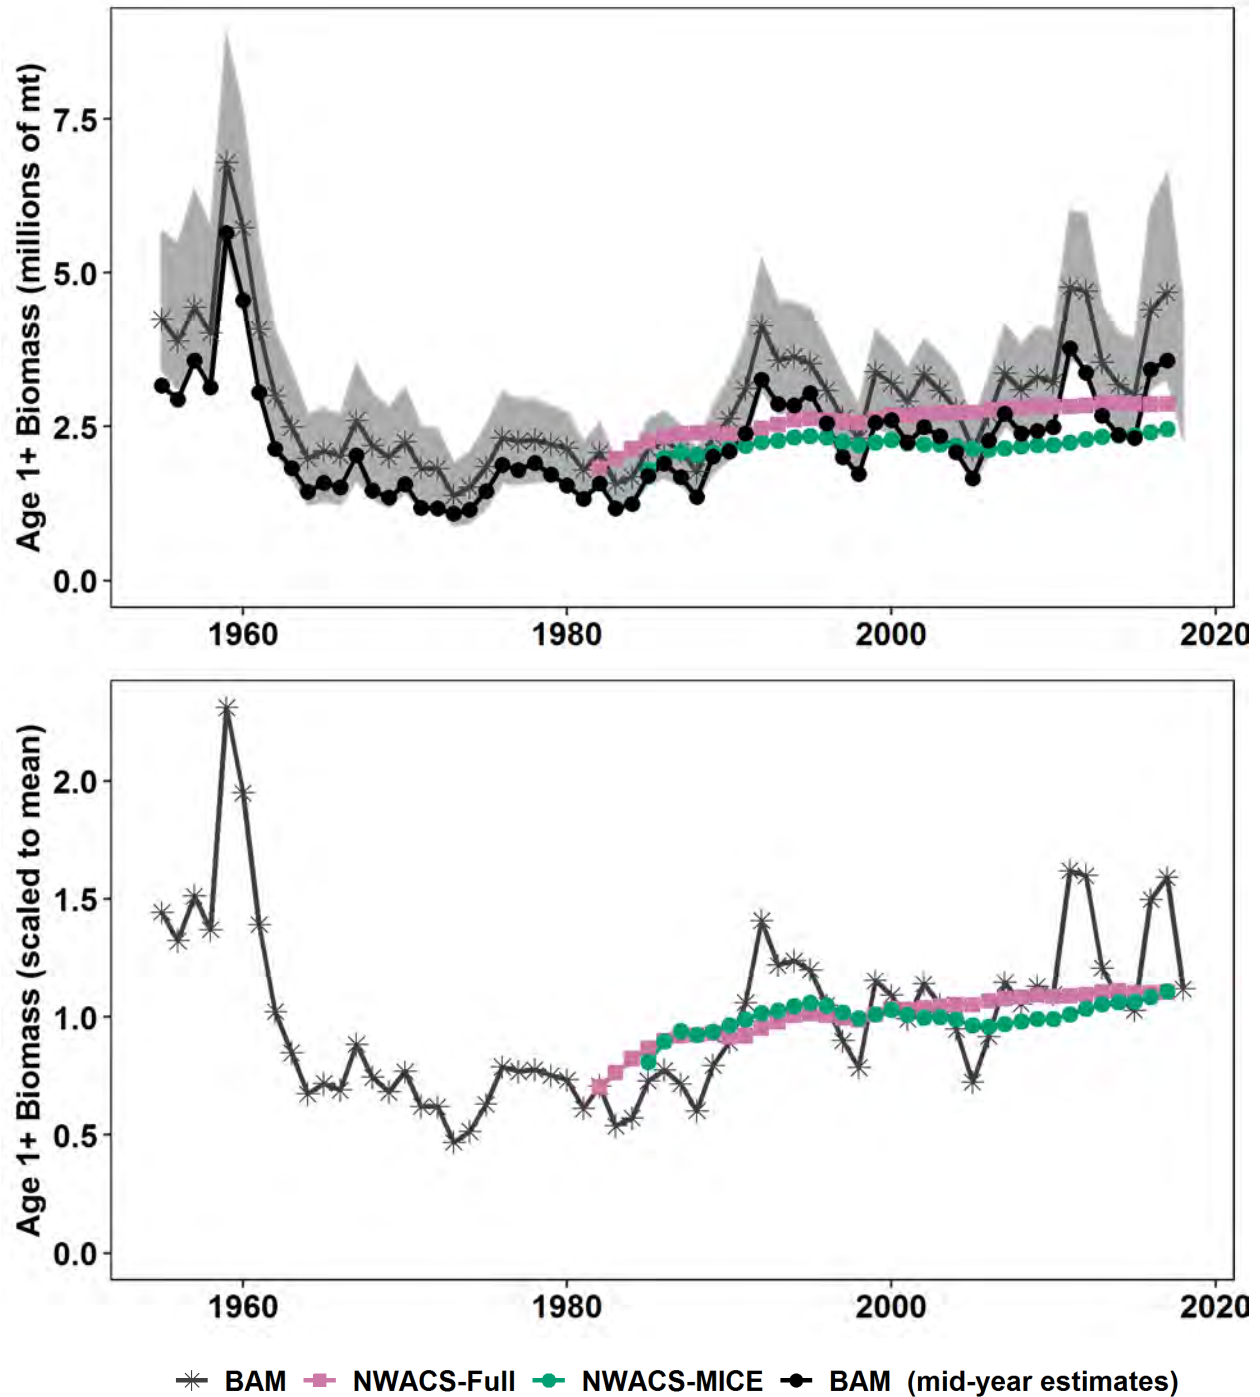 Age 1+ Biomass (millions of mt)
7.5
5.0
2.5
0.0
1960 1980 2000 2020
Age 1+ Biomass (scaled to mean)
2.0
1.5
1.0
0.5
0.0
1960 1980 2000 2020
BAM NWACS-Full NWACS-MICE BAM (mid-year estimates)